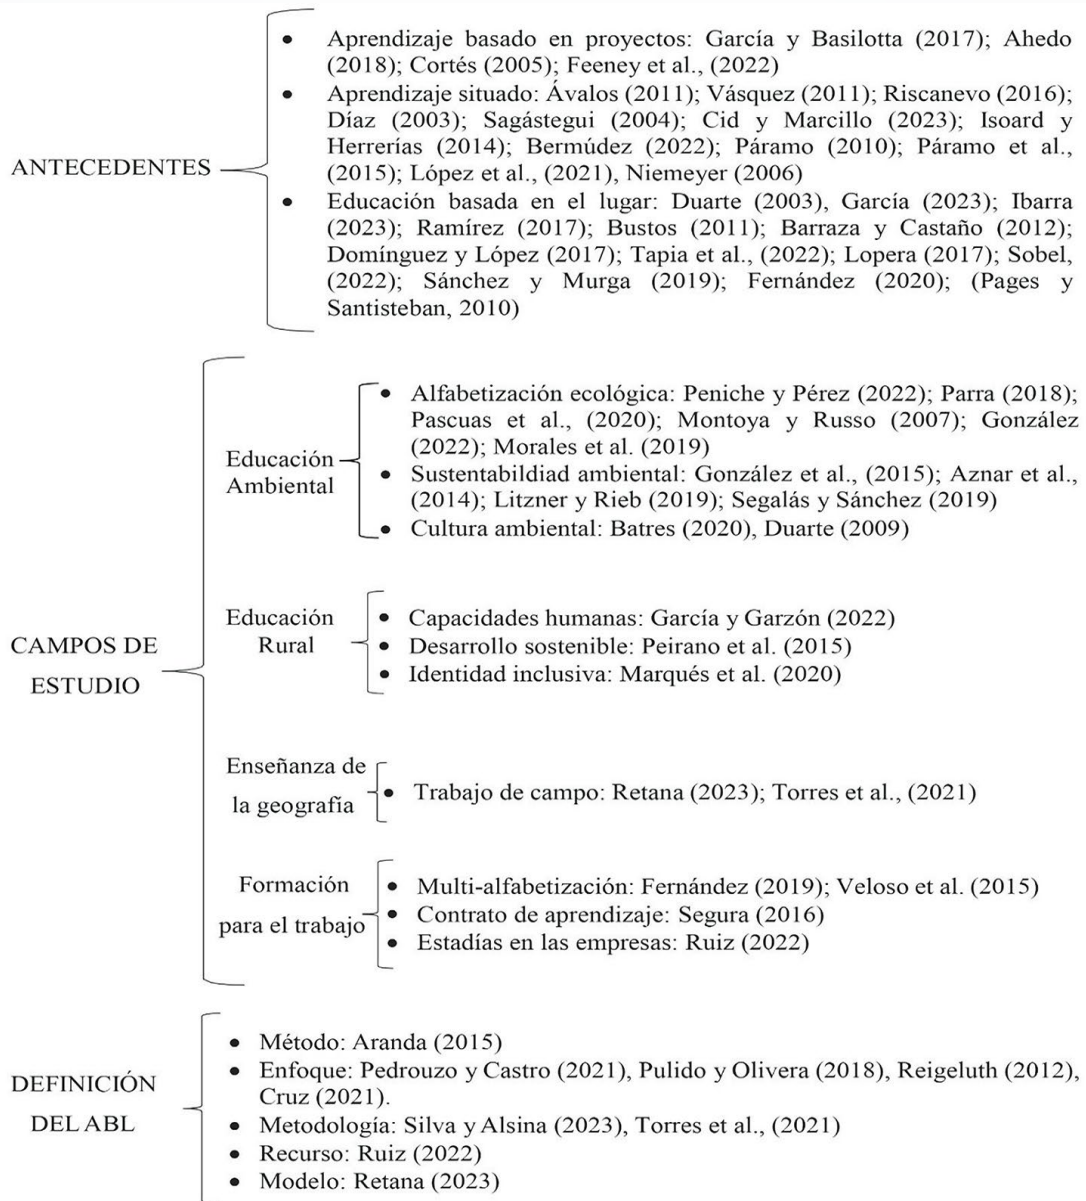 ANTECEDENTES
• Aprendizaje basado en proyectos: García y Basilotta (2017); Ahedo
(2018); Cortés (2005); Feeney et al., (2022)
• Aprendizaje situado: Ávalos (2011); Vásquez (2011); Riscanevo (2016);
Díaz (2003); Sagástegui (2004); Cid y Marcillo (2023); Isoard y
Herrerías (2014); Bermúdez (2022); Páramo (2010); Páramo et al.,
(2015); López et al., (2021), Niemeyer (2006)
• Educación basada en el lugar: Duarte (2003), García (2023); Ibarra
(2023); Ramírez (2017); Bustos (2011); Barraza y Castaño (2012);
Domínguez y López (2017); Tapia et al., (2022); Lopera (2017); Sobel,
(2022); Sánchez y Murga (2019); Fernández (2020); (Pages y
Santisteban, 2010)
CAMPOS DE
ESTUDIO
Educación
Ambiental
• Alfabetización ecológica: Peniche y Pérez (2022); Parra (2018);
Pascuas et al., (2020); Montoya y Russo (2007); González
(2022); Morales et al. (2019)
• Sustentabildiad ambiental: González et al., (2015); Aznar et al.,
(2014); Litzner y Rieb (2019); Segalás y Sánchez (2019)
• Cultura ambiental: Batres (2020), Duarte (2009)
Educación
Rural
• Capacidades humanas: García y Garzón (2022)
• Desarrollo sostenible: Peirano et al. (2015)
• Identidad inclusiva: Marqués et al. (2020)
Enseñanza de
la geografía
• Trabajo de campo: Retana (2023); Torres et al., (2021)
Formación
para el trabajo
• Multi-alfabetización: Fernández (2019); Veloso et al. (2015)
• Contrato de aprendizaje: Segura (2016)
• Estadías en las empresas: Ruiz (2022)
DEFINICIÓN
DEL ABL
• Método: Aranda (2015)
• Enfoque: Pedrouzo y Castro (2021), Pulido y Olivera (2018), Reigeluth (2012),
Cruz (2021).
• Metodología: Silva y Alsina (2023), Torres et al., (2021)
• Recurso: Ruiz (2022)
• Modelo: Retana (2023)